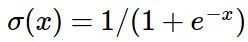 σ(x) = 1/(1 + e⁻ˣ)